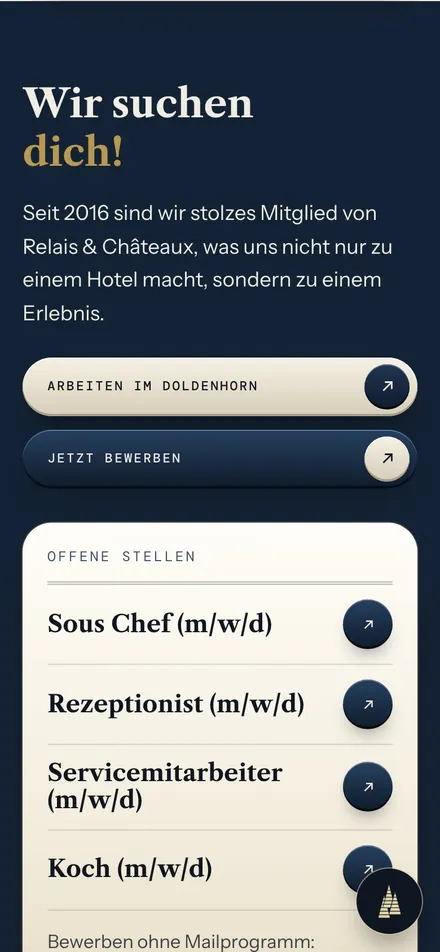 Wir suchen
dich!
Seit 2016 sind wir stolzes Mitglied von
Relais & Châteaux, was uns nicht nur zu
einem Hotel macht, sondern zu einem
Erlebnis.
ARBEITEN IM DOLDENHORN
JETZT BEWERBEN
OFFENE STELLEN
Sous Chef (m/w/d)
Rezeptionist (m/w/d)
Servicemitarbeiter
(m/w/d)
Koch (m/w/d)
Bewerben ohne Mailprogramm: